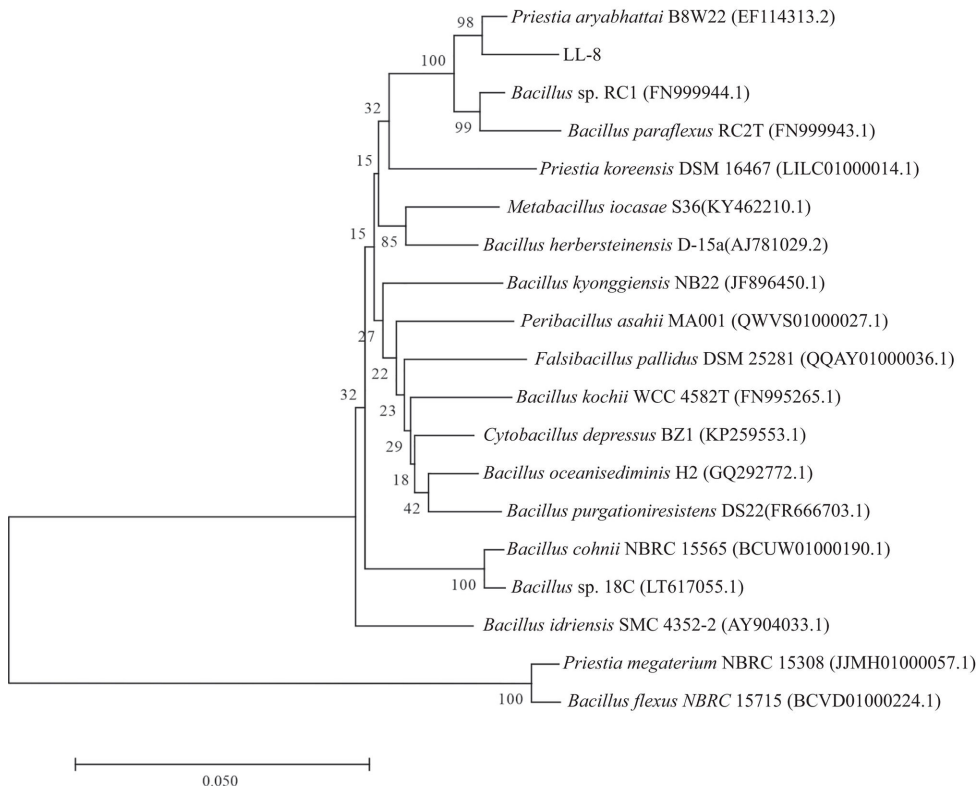 Priestia aryabhattai B8W22 (EF114313.2)
98
LL-8
100
Bacillus sp. RC1 (FN999944.1)
32
99
Bacillus paraflexus RC2T (FN999943.1)
15
Priestia koreensis DSM 16467 (LILC01000014.1)
Metabacillus iocasae S36(KY462210.1)
15
85
Bacillus herbersteinensis D-15a(AJ781029.2)
Bacillus kyonggiensis NB22 (JF896450.1)
Peribacillus asahii MA001 (QWVS01000027.1)
27
Falsibacillus pallidus DSM 25281 (QQAY01000036.1)
22
32
Bacillus kochii WCC 4582T (FN995265.1)
23
Cytobacillus depressus BZ1 (KP259553.1)
29
Bacillus oceanisediminis H2 (GQ292772.1)
18
42
Bacillus purgationiresistens DS22(FR666703.1)
Bacillus cohnii NBRC 15565 (BCUW01000190.1)
100
Bacillus sp. 18C (LT617055.1)
Bacillus idriensis SMC 4352-2 (AY904033.1)
Priestia megaterium NBRC 15308 (JJMH01000057.1)
100
Bacillus flexus NBRC 15715 (BCVD01000224.1)
0.050